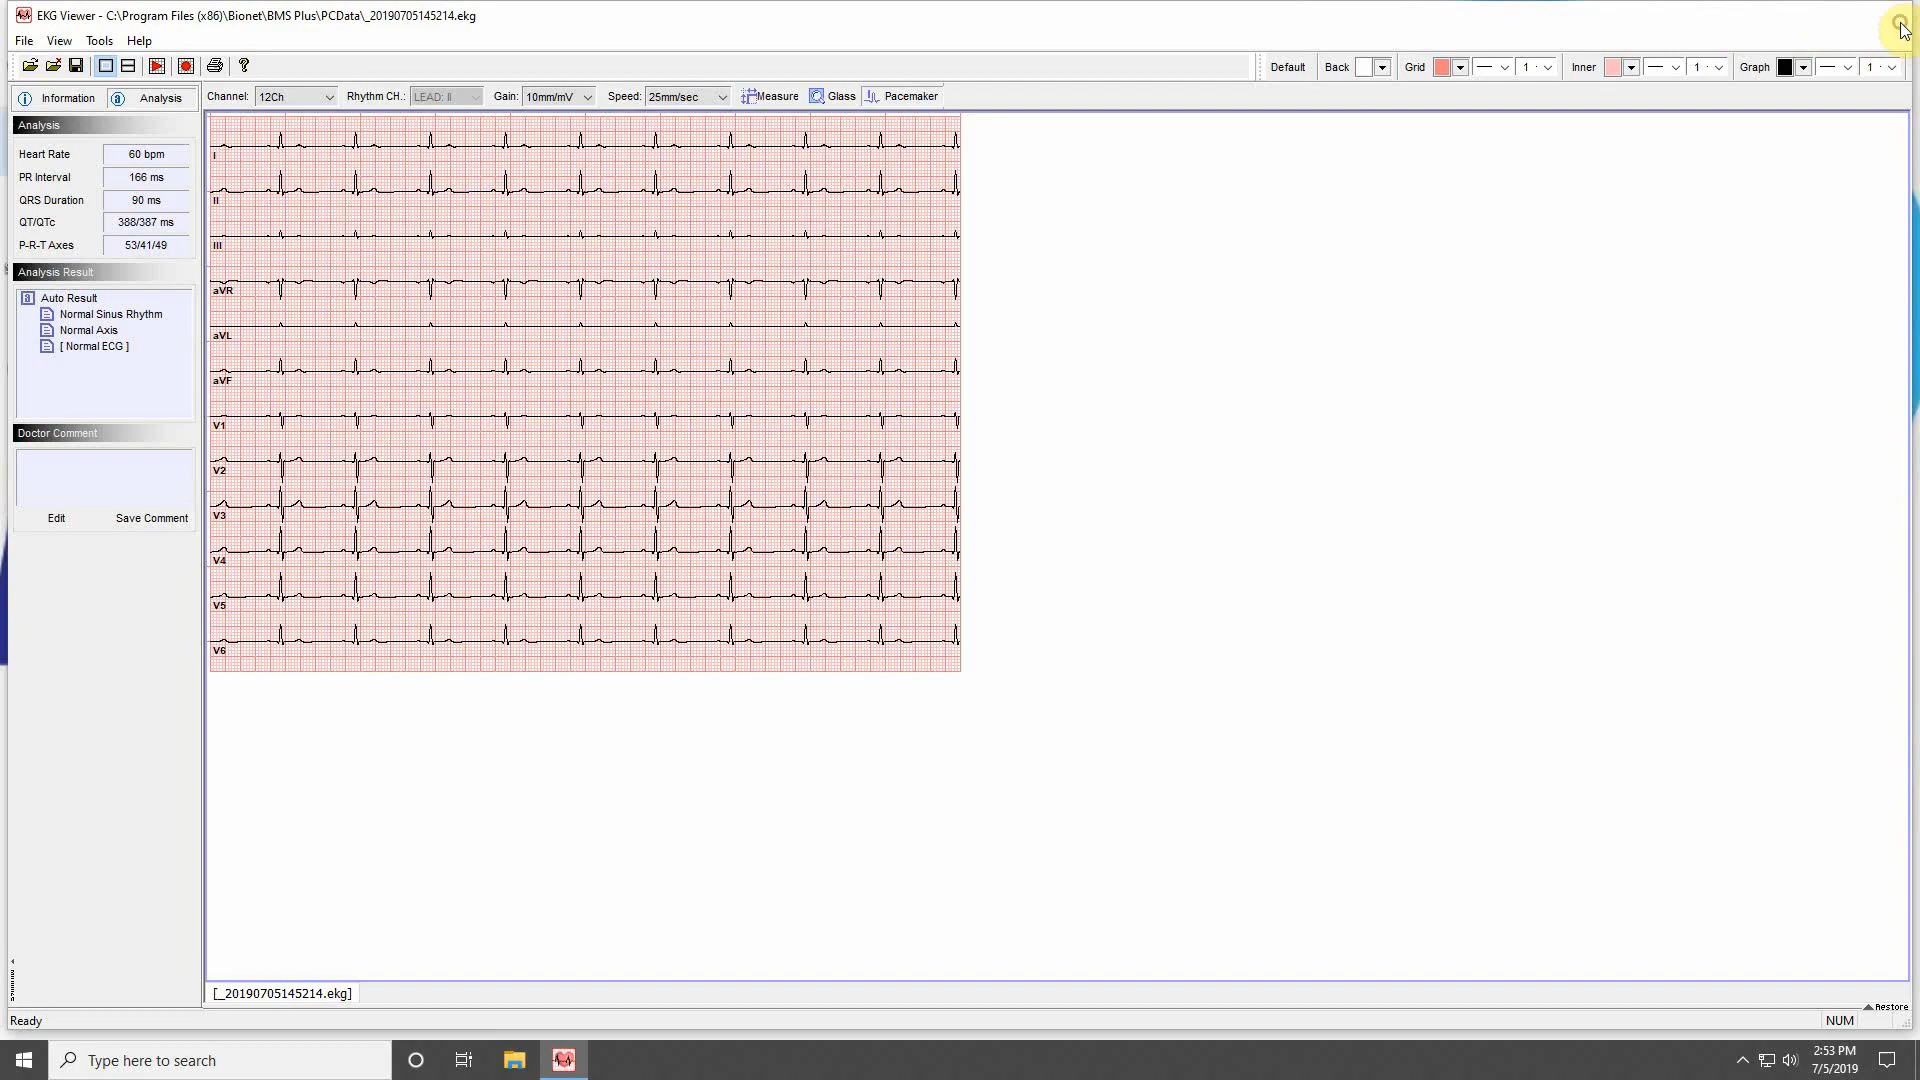 EKG Viewer - C:\Program Files (x86)\Bionet\BMS Plus\PCData\_20190705145214.ekg
File View Tools Help
Default Back Grid 1 Inner 1 Graph 1
Information Analysis
Channel: 12Ch Rhythm CH.: LEAD: II Gain: 10mm/mV Speed: 25mm/sec Measure Glass Pacemaker
Analysis
Heart Rate 60 bpm
PR Interval 166 ms
QRS Duration 90 ms
QT/QTc 388/387 ms
P-R-T Axes 53/41/49
Analysis Result
Auto Result
Normal Sinus Rhythm
Normal Axis
[ Normal ECG ]
Doctor Comment
Edit Save Comment
I
II
III
aVR
aVL
aVF
V1
V2
V3
V4
V5
V6
[_20190705145214.ekg]
Restore
Ready NUM
Type here to search
2:53 PM
7/5/2019